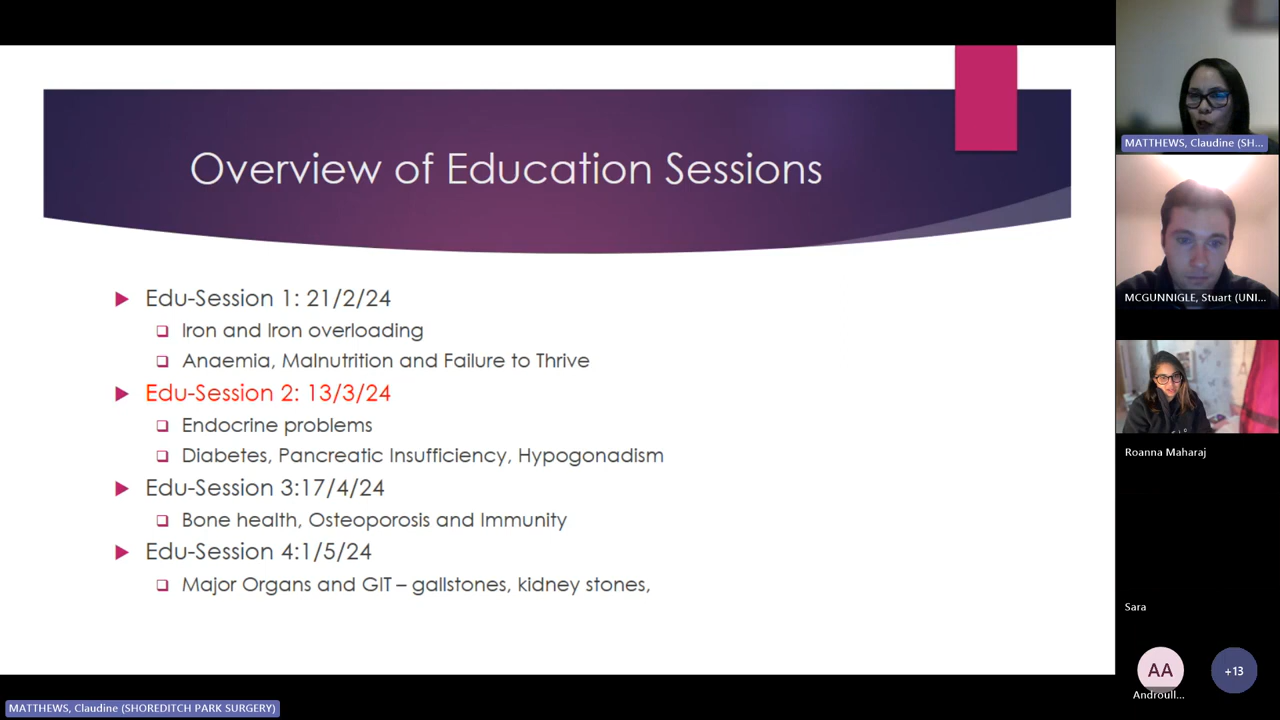 Overview of Education Sessions
Edu-Session 1: 21/2/24
Iron and Iron overloading
Anaemia, Malnutrition and Failure to Thrive
Edu-Session 2: 13/3/24
Endocrine problems
Diabetes, Pancreatic Insufficiency, Hypogonadism
Edu-Session 3:17/4/24
Bone health, Osteoporosis and Immunity
Edu-Session 4:1/5/24
Major Organs and GIT – gallstones, kidney stones,
MATTHEWS, Claudine (SH...
MCGUNNIGLE, Stuart (UNI...
Roanna Maharaj
Sara
AA
Androull...
+13
MATTHEWS, Claudine (SHOREDITCH PARK SURGERY)